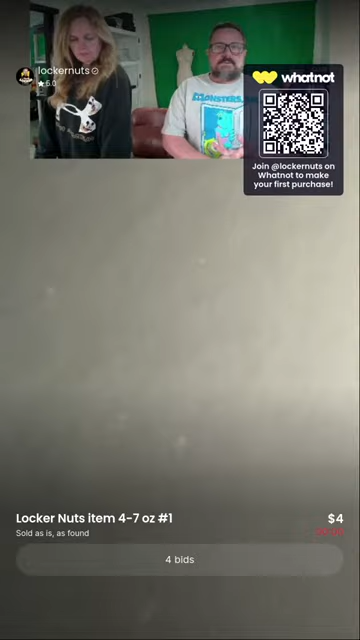 lockernuts
★5.0
whatnot
Join @lockernuts on
Whatnot to make
your first purchase!
Locker Nuts item 4-7 oz #1
$4
Sold as is, as found
4 bids